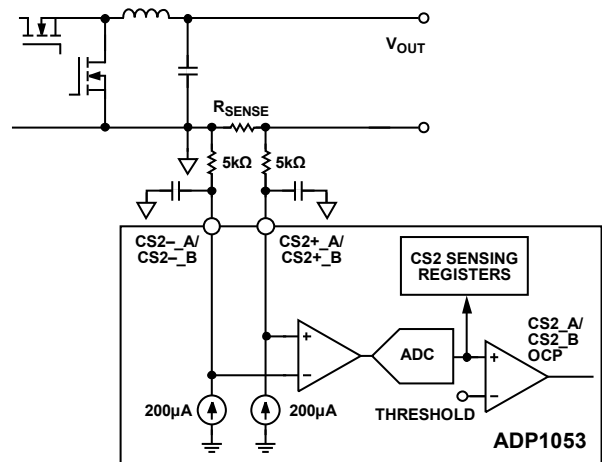 VOUT
RSENSE
5kΩ
5kΩ
CS2–_A/
CS2–_B
CS2+_A/
CS2+_B
CS2 SENSING
REGISTERS
CS2_A/
CS2_B
OCP
+
–
ADC
+
–
200µA
200µA
THRESHOLD
ADP1053